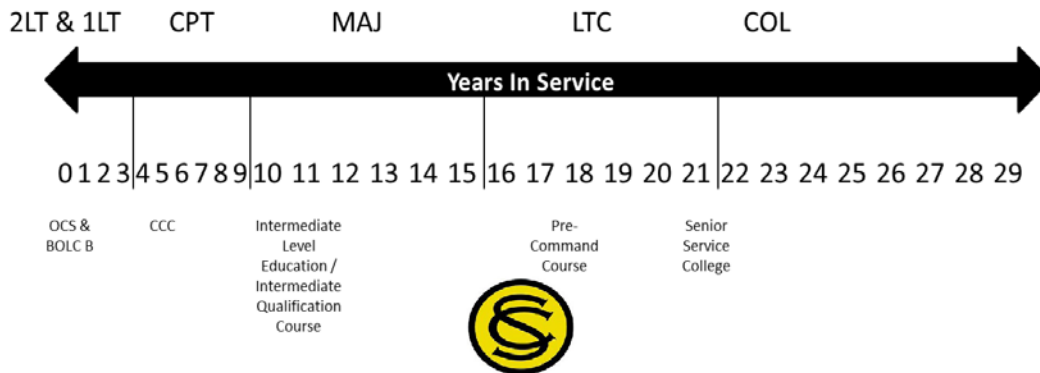 2LT & 1LT CPT MAJ LTC COL
Years In Service
0 1 2 3 4 5 6 7 8 9 10 11 12 13 14 15 16 17 18 19 20 21 22 23 24 25 26 27 28 29
OCS &
BOLC B
CCC
Intermediate
Level
Education /
Intermediate
Qualification
Course
Pre-
Command
Course
Senior
Service
College
OCS